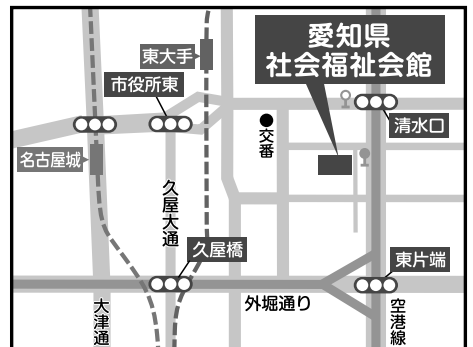 愛知県
社会福祉会館
東大手
市役所東
清水口
交番
名古屋城
久屋大通
久屋橋
東片端
外堀通り
大津通
空港線